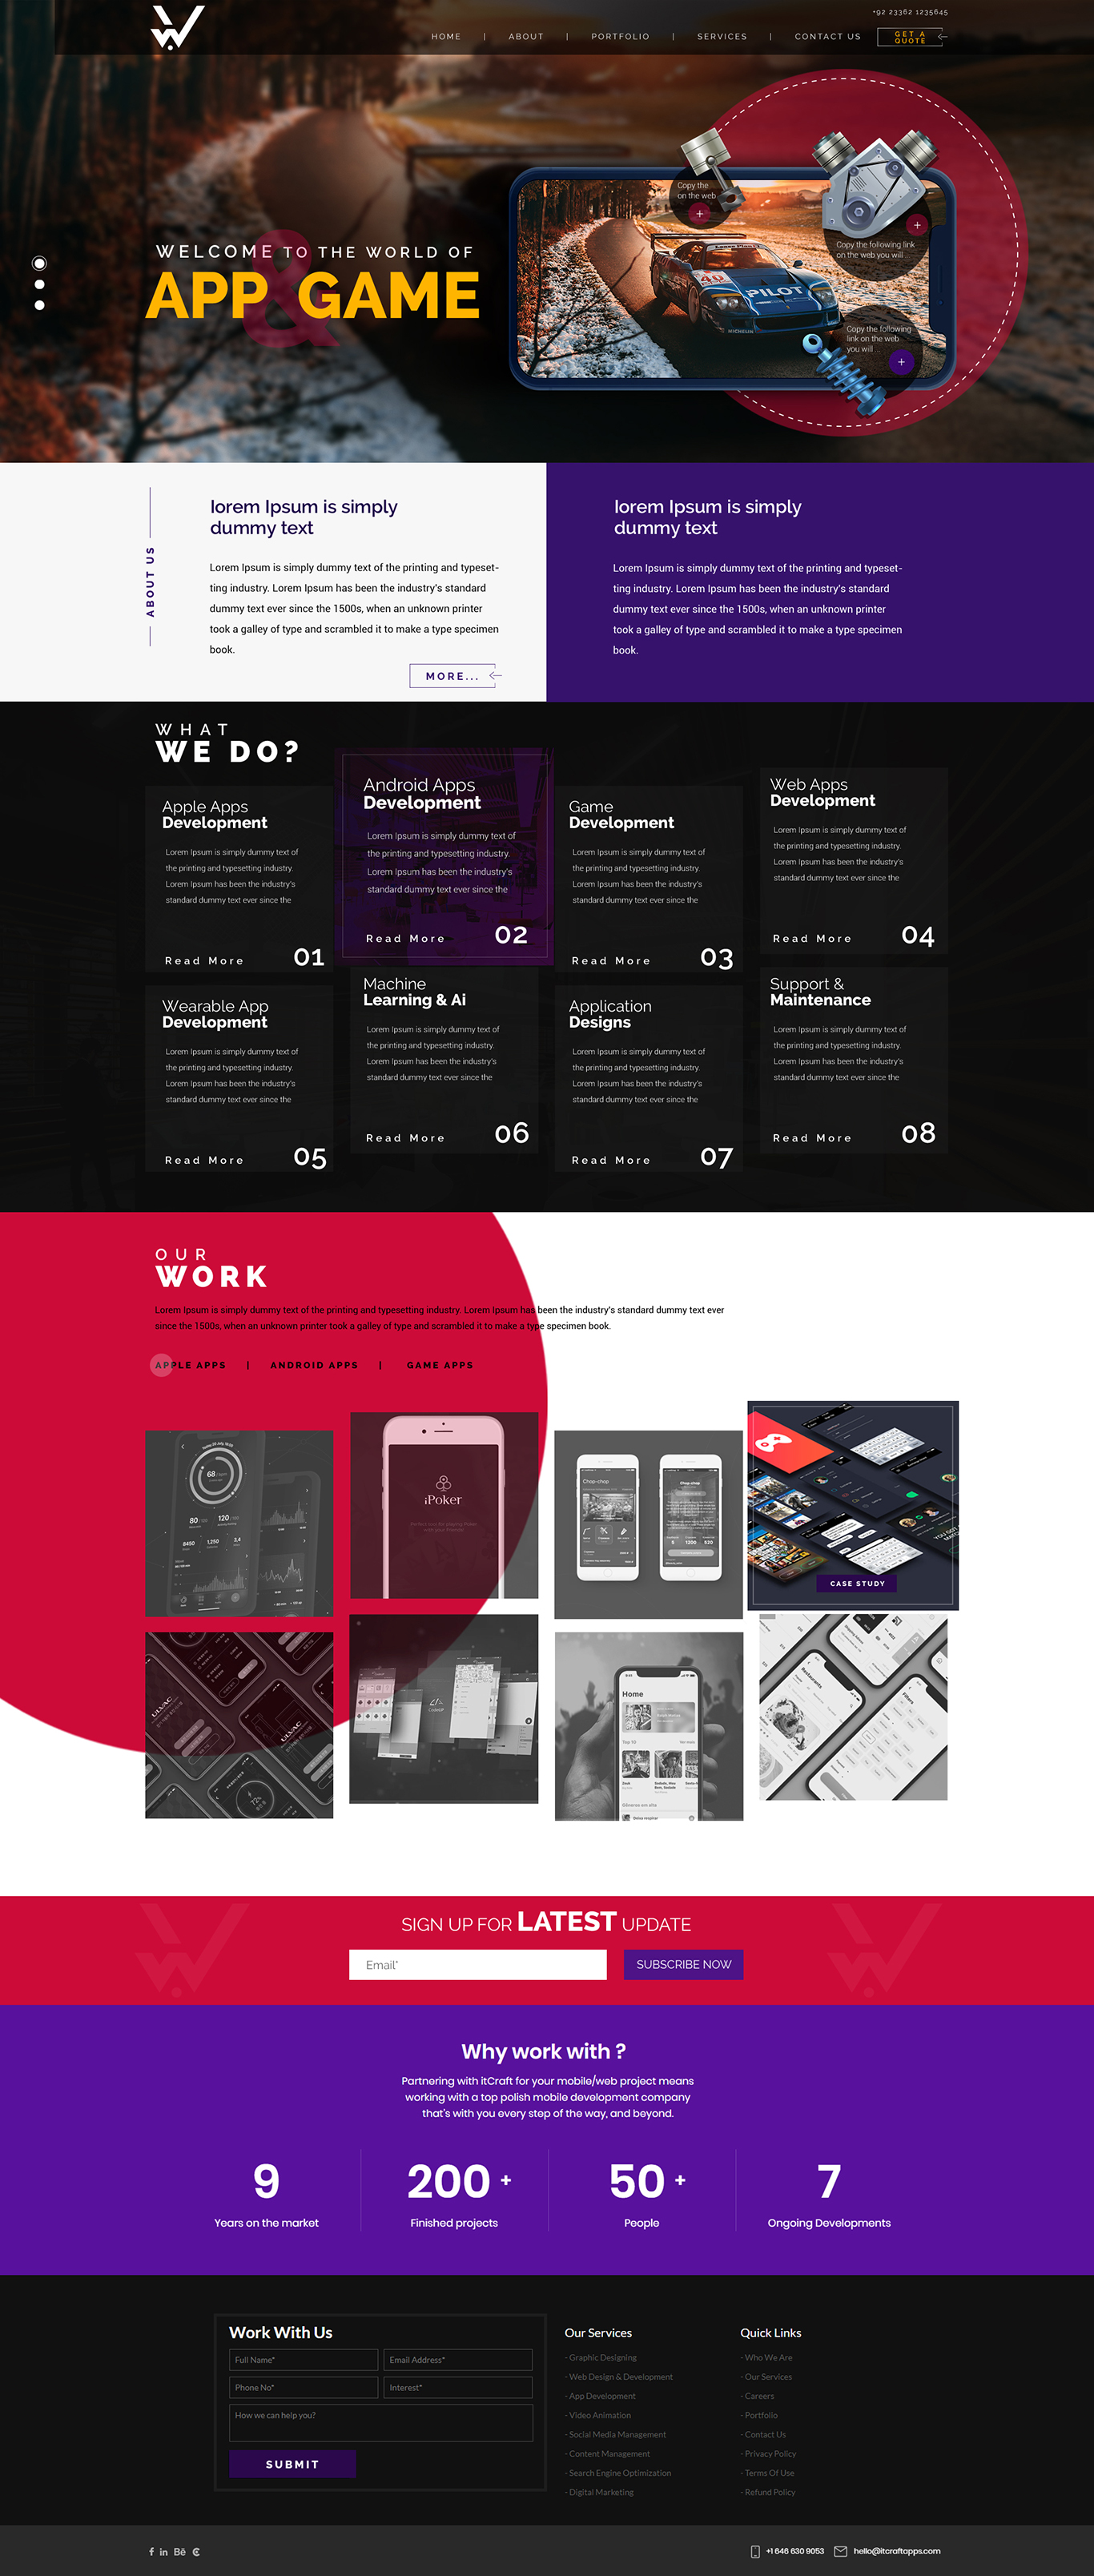 +92 23362 1235645
HOME | ABOUT | PORTFOLIO | SERVICES | CONTACT US
GET A
QUOTE
WELCOME TO THE WORLD OF
APP & GAME
Copy the
on the web
Copy the following link
on the web you will ...
Copy the following
link on the web
you will ...
PILOT
MICHELIN
ABOUT US
lorem Ipsum is simply
dummy text
Lorem Ipsum is simply dummy text of the printing and typeset-
ting industry. Lorem Ipsum has been the industry's standard
dummy text ever since the 1500s, when an unknown printer
took a galley of type and scrambled it to make a type specimen
book.
MORE...
lorem Ipsum is simply
dummy text
Lorem Ipsum is simply dummy text of the printing and typeset-
ting industry. Lorem Ipsum has been the industry's standard
dummy text ever since the 1500s, when an unknown printer
took a galley of type and scrambled it to make a type specimen
book.
WHAT
WE DO?
Apple Apps
Development
Lorem Ipsum is simply dummy text of
the printing and typesetting industry.
Lorem Ipsum has been the industry's
standard dummy text ever since the
Read More
01
Android Apps
Development
Lorem Ipsum is simply dummy text of
the printing and typesetting industry.
Lorem Ipsum has been the industry's
standard dummy text ever since the
Read More
02
Game
Development
Lorem Ipsum is simply dummy text of
the printing and typesetting industry.
Lorem Ipsum has been the industry's
standard dummy text ever since the
Read More
03
Web Apps
Development
Lorem Ipsum is simply dummy text of
the printing and typesetting industry.
Lorem Ipsum has been the industry's
standard dummy text ever since the
Read More
04
Wearable App
Development
Lorem Ipsum is simply dummy text of
the printing and typesetting industry.
Lorem Ipsum has been the industry's
standard dummy text ever since the
Read More
05
Machine
Learning & Ai
Lorem Ipsum is simply dummy text of
the printing and typesetting industry.
Lorem Ipsum has been the industry's
standard dummy text ever since the
Read More
06
Application
Designs
Lorem Ipsum is simply dummy text of
the printing and typesetting industry.
Lorem Ipsum has been the industry's
standard dummy text ever since the
Read More
07
Support &
Maintenance
Lorem Ipsum is simply dummy text of
the printing and typesetting industry.
Lorem Ipsum has been the industry's
standard dummy text ever since the
Read More
08
OUR
WORK
Lorem Ipsum is simply dummy text of the printing and typesetting industry. Lorem Ipsum has been the industry's standard dummy text ever
since the 1500s, when an unknown printer took a galley of type and scrambled it to make a type specimen book.
APPLE APPS | ANDROID APPS | GAME APPS
68
80
120
8450
1,250
3.4
iPoker
Chop-chop
CASE STUDY
ULVAC
ULVAC
72%
Home
Top 10
Restaurants
Filters
SIGN UP FOR LATEST UPDATE
Email*
SUBSCRIBE NOW
Why work with ?
Partnering with itCraft for your mobile/web project means
working with a top polish mobile development company
that's with you every step of the way, and beyond.
9
Years on the market
200 +
Finished projects
50 +
People
7
Ongoing Developments
Work With Us
Full Name*
Email Address*
Phone No*
Interest*
How we can help you?
SUBMIT
Our Services
- Graphic Designing
- Web Design & Development
- App Development
- Video Animation
- Social Media Management
- Content Management
- Search Engine Optimization
- Digital Marketing
Quick Links
- Who We Are
- Our Services
- Careers
- Portfolio
- Contact Us
- Privacy Policy
- Terms Of Use
- Refund Policy
+1 646 630 9053
hello@itcraftapps.com